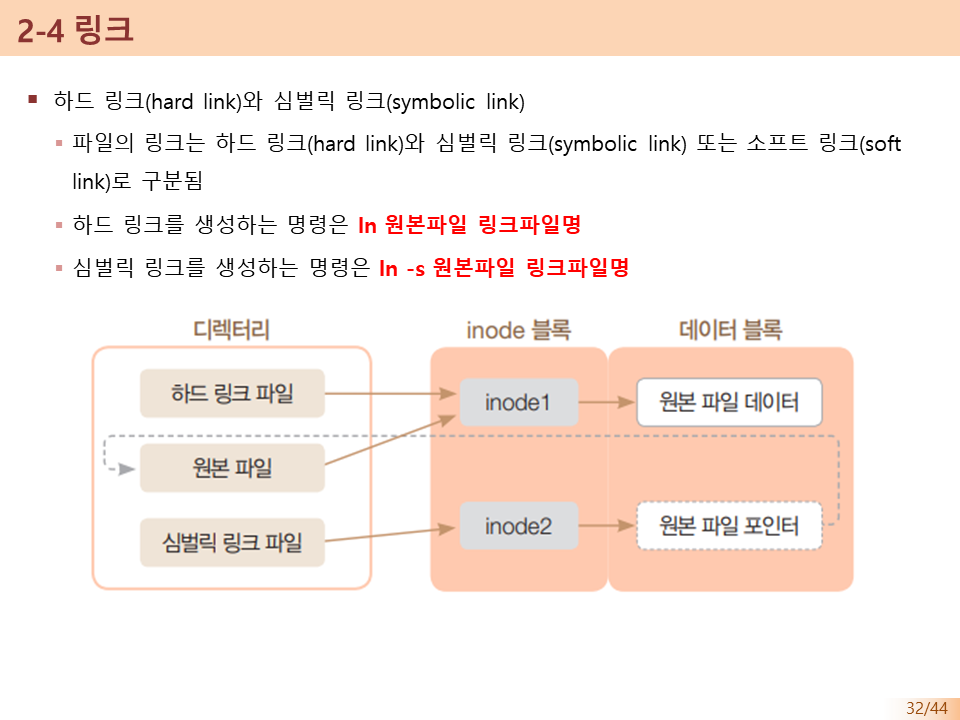 2-4 링크
하드 링크(hard link)와 심벌릭 링크(symbolic link)
파일의 링크는 하드 링크(hard link)와 심벌릭 링크(symbolic link) 또는 소프트 링크(soft
link)로 구분됨
하드 링크를 생성하는 명령은 ln 원본파일 링크파일명
심벌릭 링크를 생성하는 명령은 ln -s 원본파일 링크파일명
디렉터리 inode 블록 데이터 블록
하드 링크 파일 inode1 원본 파일 데이터
원본 파일
심벌릭 링크 파일 inode2 원본 파일 포인터
32/44